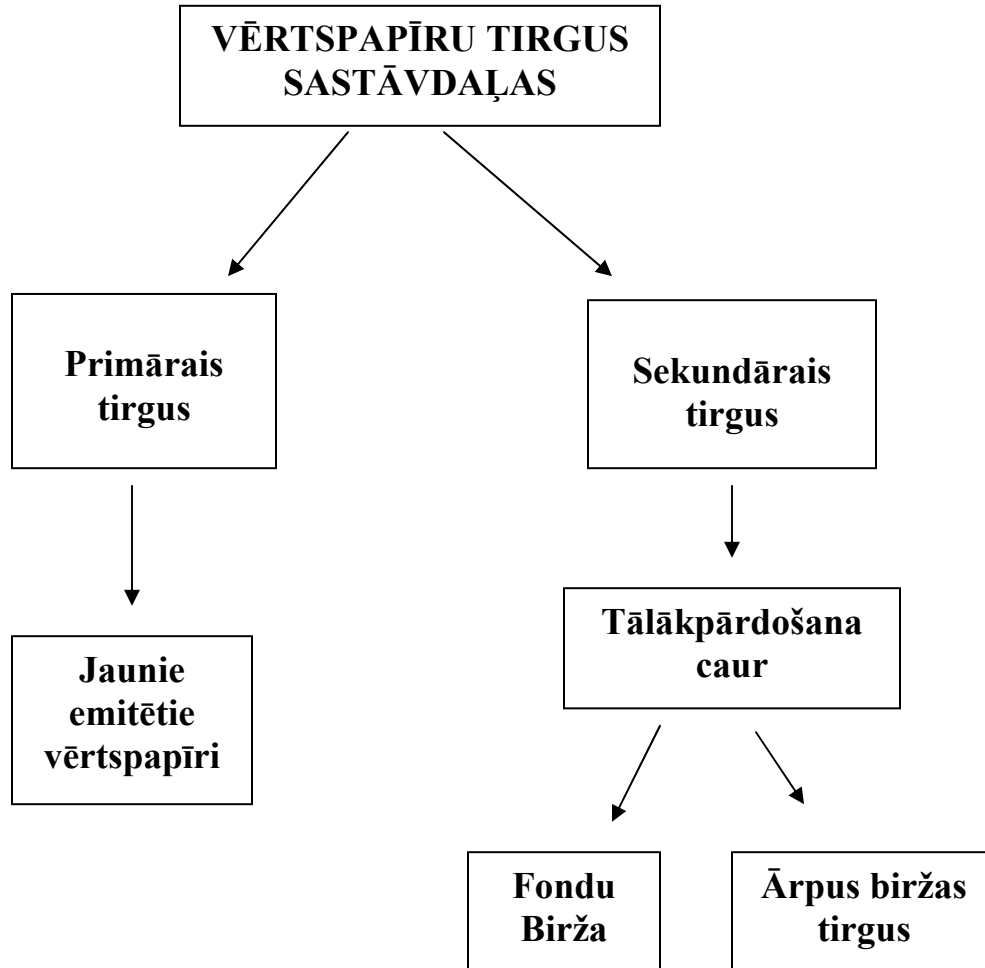 VĒRTSPAPĪRU TIRGUS
SASTĀVDAĻAS
Primārais
tirgus
Sekundārais
tirgus
Jaunie
emitētie
vērtspapīri
Tālākpārdošana
caur
Fondu
Birža
Ārpus biržas
tirgus